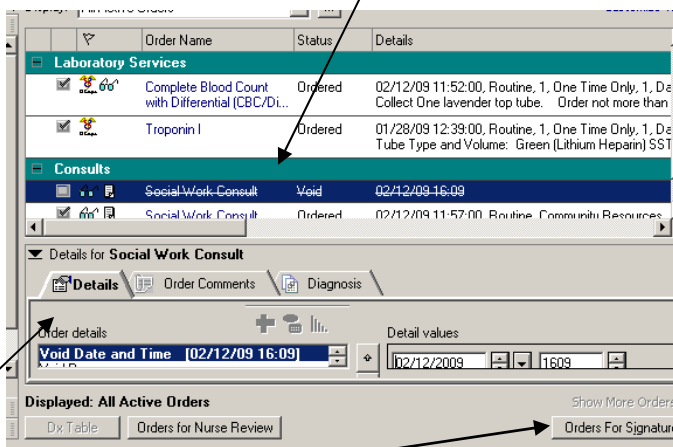 Order Name Status Details
Laboratory Services
Complete Blood Count Ordered 02/12/09 11:52:00, Routine, 1, One Time Only, 1, Da
with Differential (CBC/Di... Collect One lavender top tube. Order not more than
Troponin I Ordered 01/28/09 12:39:00, Routine, 1, One Time Only, 1, Da
Tube Type and Volume: Green (Lithium Heparin) SST
Consults
Social Work Consult Void 02/12/09 16:09
Social Work Consult Ordered 02/12/09 11:57:00, Routine, Community Resources
Details for Social Work Consult
Details Order Comments Diagnosis
Order details Detail values
Void Date and Time [02/12/09 16:09] 02/12/2009 1609
Displayed: All Active Orders Show More Orders
Dx Table Orders for Nurse Review Orders For Signature